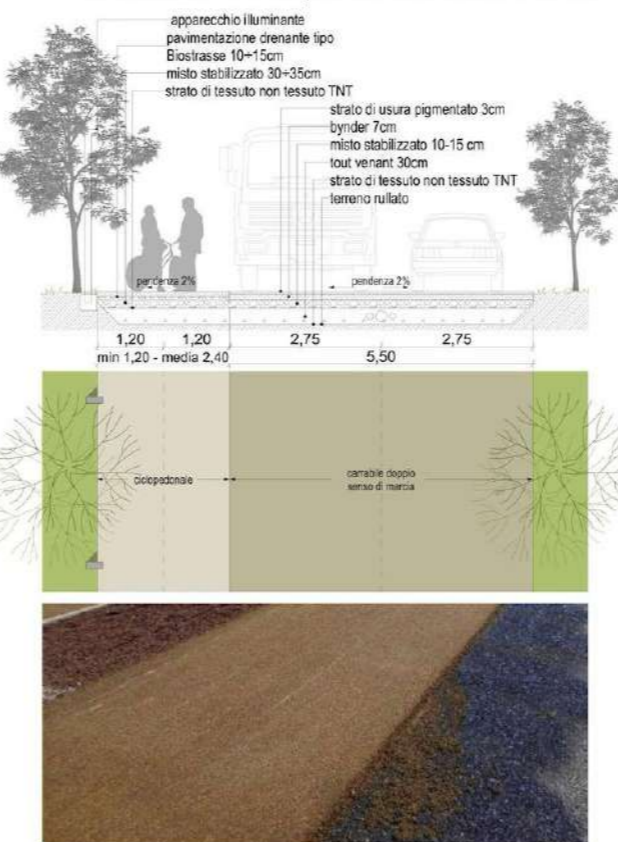 apparecchio illuminante
pavimentazione drenante tipo
Biostrasse 10÷15cm
misto stabilizzato 30÷35cm
strato di tessuto non tessuto TNT
strato di usura pigmentato 3cm
bynder 7cm
misto stabilizzato 10-15 cm
tout venant 30cm
strato di tessuto non tessuto TNT
terreno rullato
pendenza 2%
pendenza 2%
1,20 1,20 2,75 2,75
min 1,20 - media 2,40 5,50
ciclopedonale
carrabile doppio
senso di marcia